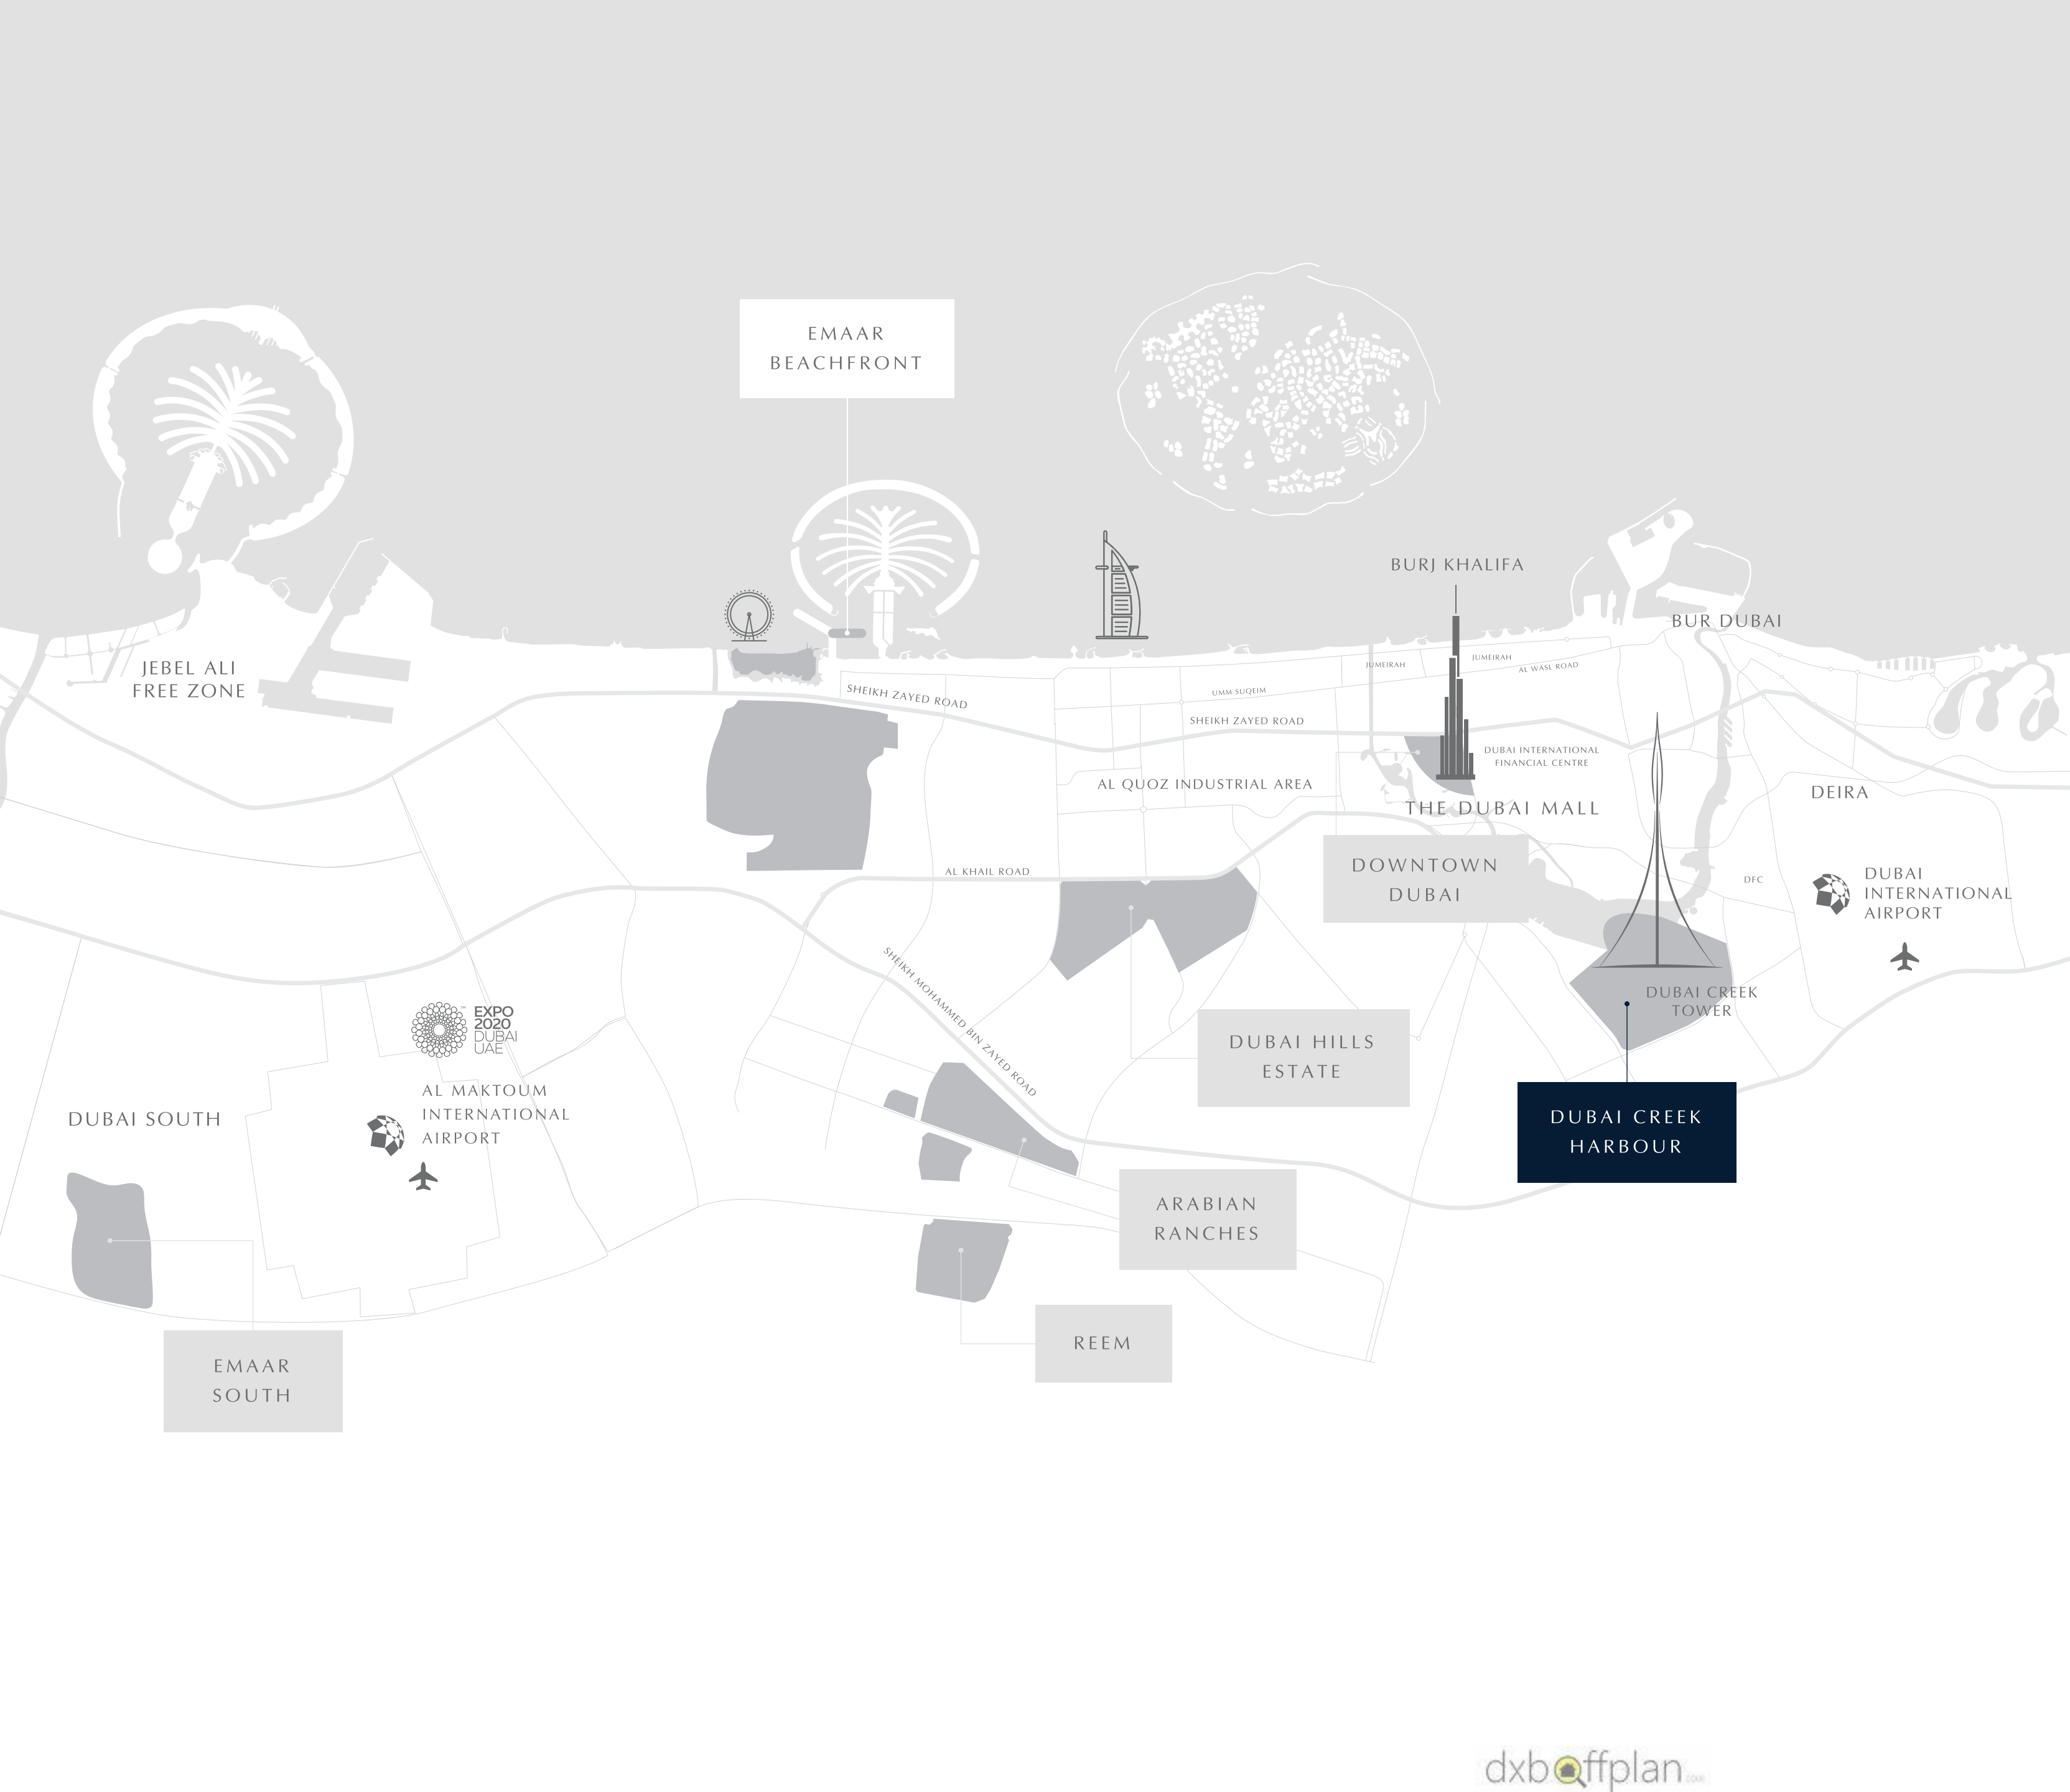 EMAAR
BEACHFRONT
BURJ KHALIFA
BUR DUBAI
JEBEL ALI
FREE ZONE
SHEIKH ZAYED ROAD
UMM SUQEIM
JUMEIRAH
JUMEIRAH
AL WASL ROAD
SHEIKH ZAYED ROAD
DUBAI INTERNATIONAL
FINANCIAL CENTRE
AL QUOZ INDUSTRIAL AREA
THE DUBAI MALL
DEIRA
DOWNTOWN
DUBAI
AL KHAIL ROAD
DFC
DUBAI
INTERNATIONAL
AIRPORT
SHEIKH MOHAMMED BIN ZAYED ROAD
DUBAI CREEK
TOWER
EXPO
2020
DUBAI
UAE
DUBAI HILLS
ESTATE
AL MAKTOUM
INTERNATIONAL
AIRPORT
DUBAI SOUTH
DUBAI CREEK
HARBOUR
ARABIAN
RANCHES
REEM
EMAAR
SOUTH
dxboffplan.com